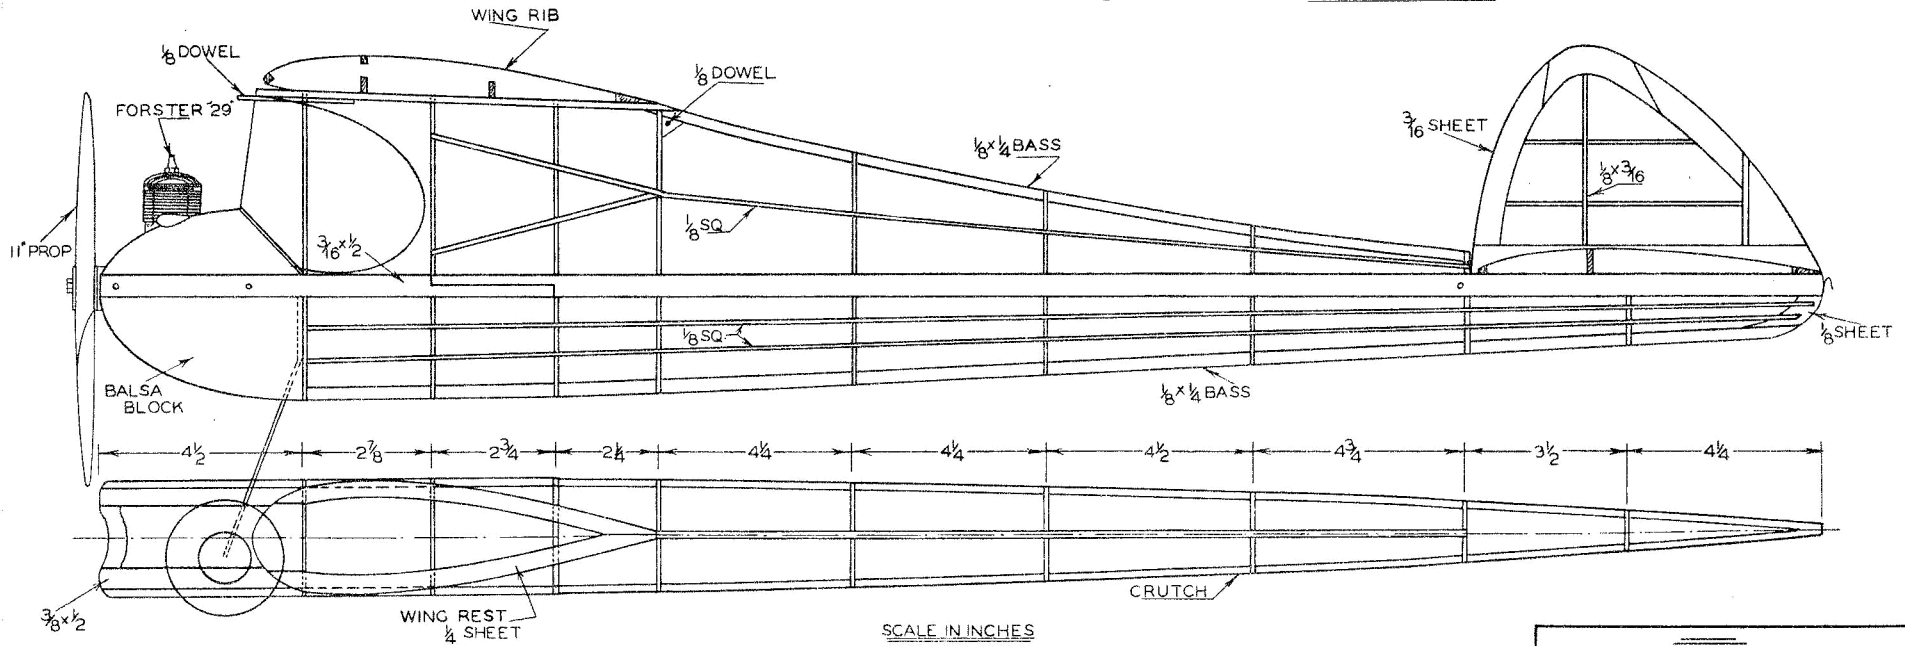 WING RIB
1/8 DOWEL
1/8 DOWEL
FORSTER "29"
3/16 SHEET
1/8 x 1/4 BASS
1/8 x 3/16
1/8 SQ.
11" PROP
3/16 x 1/2
1/8 SQ.
1/8 SHEET
BALSA
BLOCK
1/8 x 1/4 BASS
4 1/2 2 7/8 2 3/4 2 1/4 4 1/4 4 1/4 4 1/2 4 3/4 3 1/2 4 1/4
CRUTCH
3/8 x 1/2
WING REST
1/4 SHEET
SCALE IN INCHES